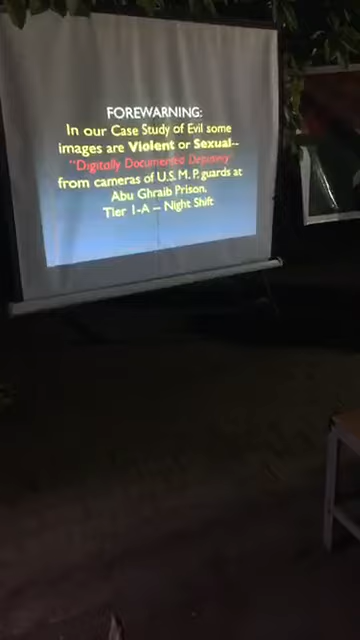 FOREWARNING:
In our Case Study of Evil some
images are Violent or Sexual--
"Digitally Documented Depravity"
from cameras of U.S. M. P. guards at
Abu Ghraib Prison.
Tier 1-A – Night Shift